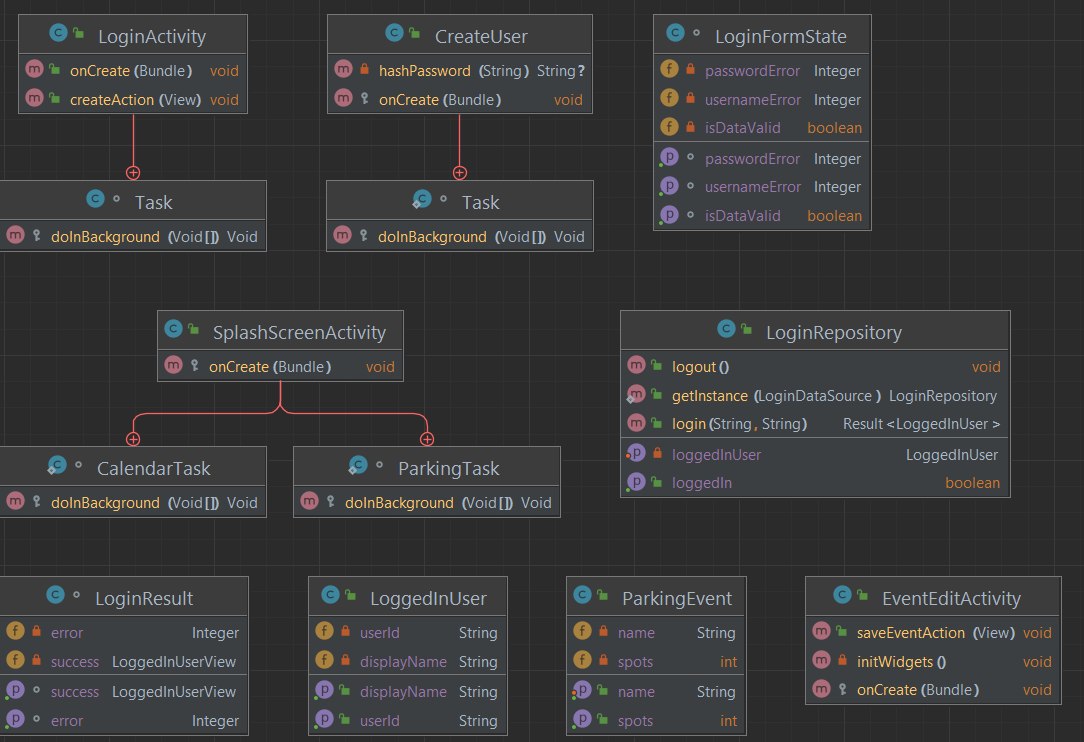 LoginActivity
onCreate (Bundle) void
createAction (View) void
CreateUser
hashPassword (String) String?
onCreate (Bundle) void
LoginFormState
passwordError Integer
usernameError Integer
isDataValid boolean
passwordError Integer
usernameError Integer
isDataValid boolean
Task
doInBackground (Void[]) Void
Task
doInBackground (Void[]) Void
SplashScreenActivity
onCreate (Bundle) void
LoginRepository
logout () void
getInstance (LoginDataSource) LoginRepository
login (String, String) Result<LoggedInUser>
loggedInUser LoggedInUser
loggedIn boolean
CalendarTask
doInBackground (Void[]) Void
ParkingTask
doInBackground (Void[]) Void
LoginResult
error Integer
success LoggedInUserView
success LoggedInUserView
error Integer
LoggedInUser
userId String
displayName String
displayName String
userId String
ParkingEvent
name String
spots int
name String
spots int
EventEditActivity
saveEventAction (View) void
initWidgets () void
onCreate (Bundle) void